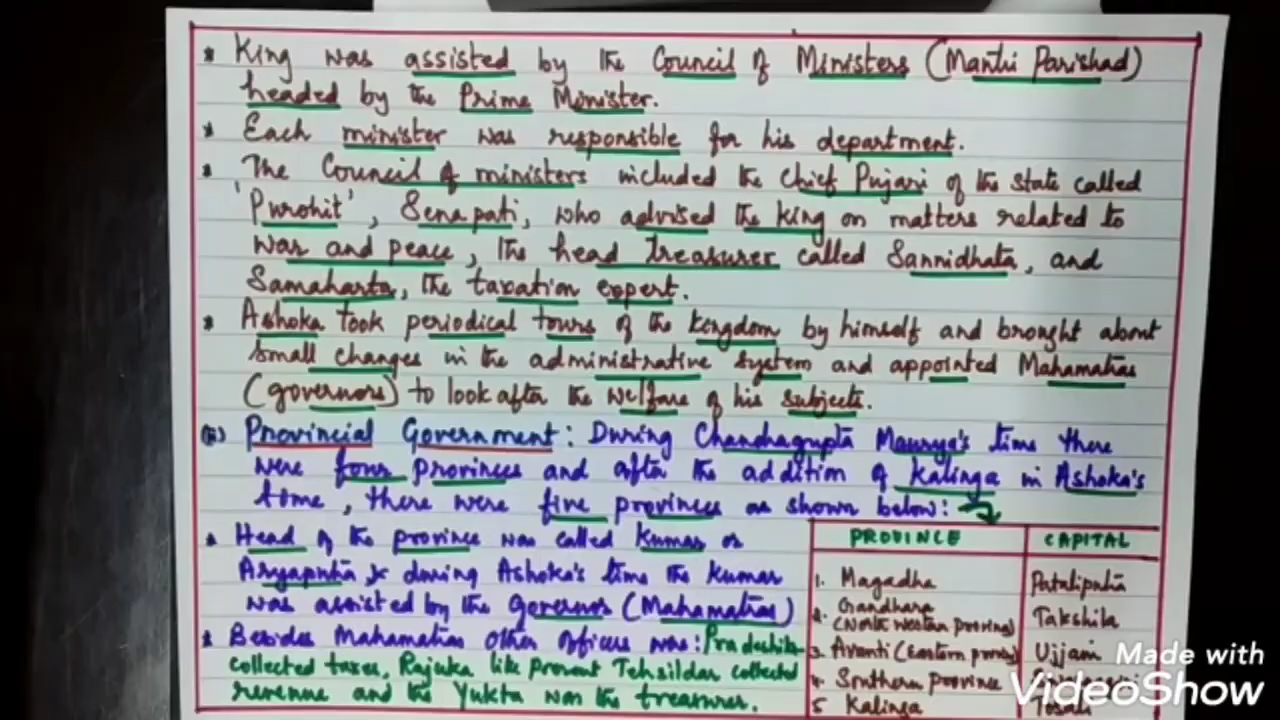 * King was assisted by the Council of Ministers (Mantri Parishad)
headed by the Prime Minister.
* Each minister was responsible for his department.
* The Council of ministers included the Chief Pujari of the state called
'Purohit', Senapati, who advised the king on matters related to
war and peace, the head treasurer called Sannidhata, and
Samaharta, the taxation expert.
* Ashoka took periodical tours of the kingdom by himself and brought about
small changes in the administrative system and appointed Mahamatras
(governors) to look after the welfare of his subjects.
Provincial Government: During Chandragupta Maurya's time there
were four provinces and after the addition of Kalinga in Ashoka's
time, there were five provinces as shown below:
* Head of the province was called Kumar or
Aryaputra & during Ashoka's time the Kumar
was assisted by the governors (Mahamatras)
* Besides Mahamatras other officers were: Pradeshika
collected taxes, Rajuka like present Tehsildar collected
revenue and the Yukta was the treasurer.
PROVINCE CAPITAL
1. Magadha Pataliputra
2. Gandhara
(North Western province) Takshila
3. Avanti (Eastern province) Ujjain
4. Southern Province
5 Kalinga Tosali
Made with
VideoShow